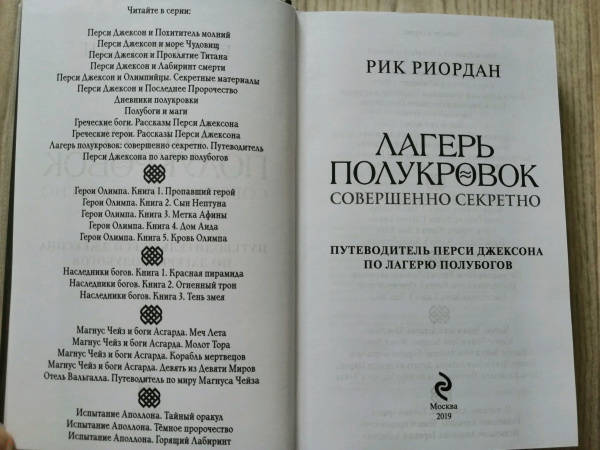 Читайте в серии:
Перси Джексон и Похититель молний
Перси Джексон и море Чудовищ
Перси Джексон и Проклятие Титана
Перси Джексон и Лабиринт смерти
Перси Джексон и Олимпийцы. Секретные материалы
Перси Джексон и Последнее Пророчество
Дневники полукровки
Полубоги и маги
Греческие боги. Рассказы Перси Джексона
Греческие герои. Рассказы Перси Джексона
Лагерь полукровок: совершенно секретно. Путеводитель
Перси Джексона по лагерю полубогов
Герои Олимпа. Книга 1. Пропавший герой
Герои Олимпа. Книга 2. Сын Нептуна
Герои Олимпа. Книга 3. Метка Афины
Герои Олимпа. Книга 4. Дом Аида
Герои Олимпа. Книга 5. Кровь Олимпа
Наследники богов. Книга 1. Красная пирамида
Наследники богов. Книга 2. Огненный трон
Наследники богов. Книга 3. Тень змея
Магнус Чейз и боги Асгарда. Меч Лета
Магнус Чейз и боги Асгарда. Молот Тора
Магнус Чейз и боги Асгарда. Корабль мертвецов
Магнус Чейз и боги Асгарда. Девять из Девяти Миров
Отель Вальгалла. Путеводитель по миру Магнуса Чейза
Испытание Аполлона. Тайный оракул
Испытание Аполлона. Тёмное пророчество
Испытание Аполлона. Горящий Лабиринт
РИК РИОРДАН
ЛАГЕРЬ
ПОЛУКРОВОК
СОВЕРШЕННО СЕКРЕТНО
ПУТЕВОДИТЕЛЬ ПЕРСИ ДЖЕКСОНА
ПО ЛАГЕРЮ ПОЛУБОГОВ
Москва
2019